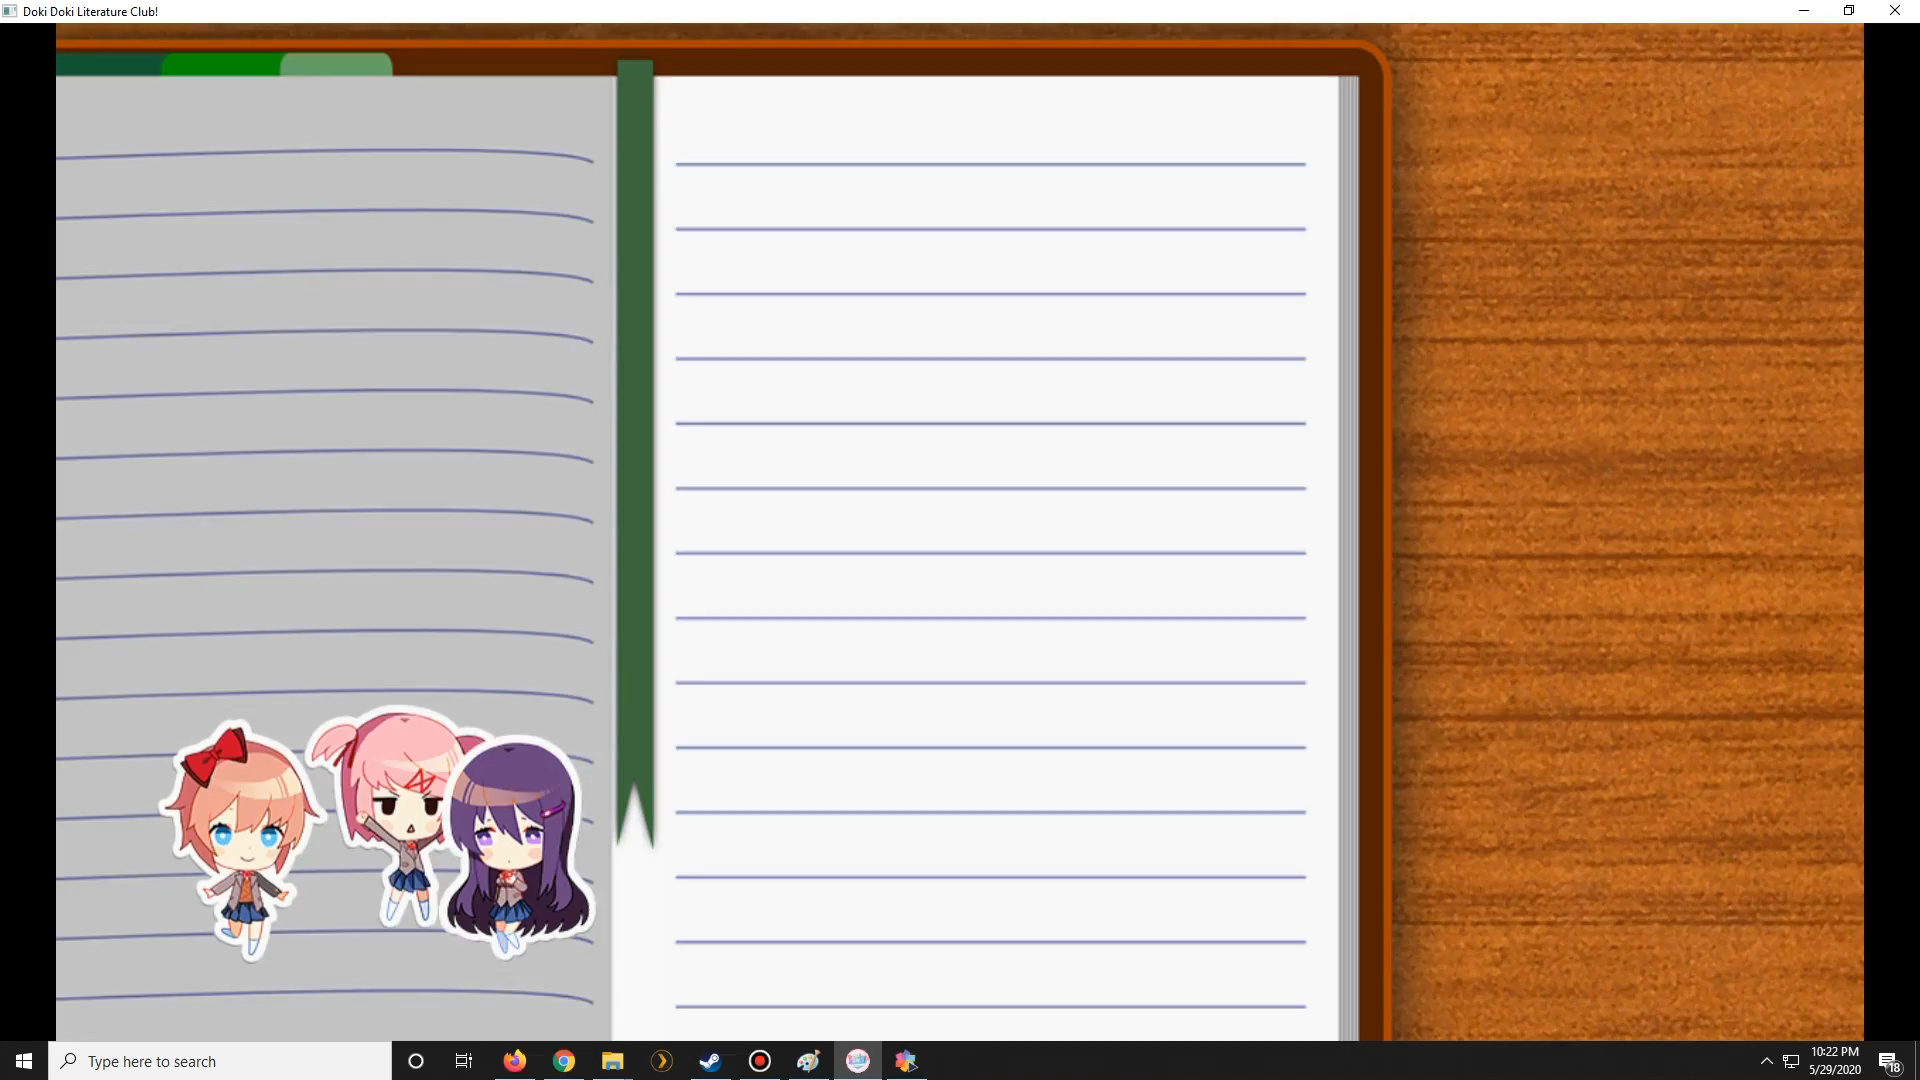 Doki Doki Literature Club!
Type here to search
10:22 PM
5/29/2020
18